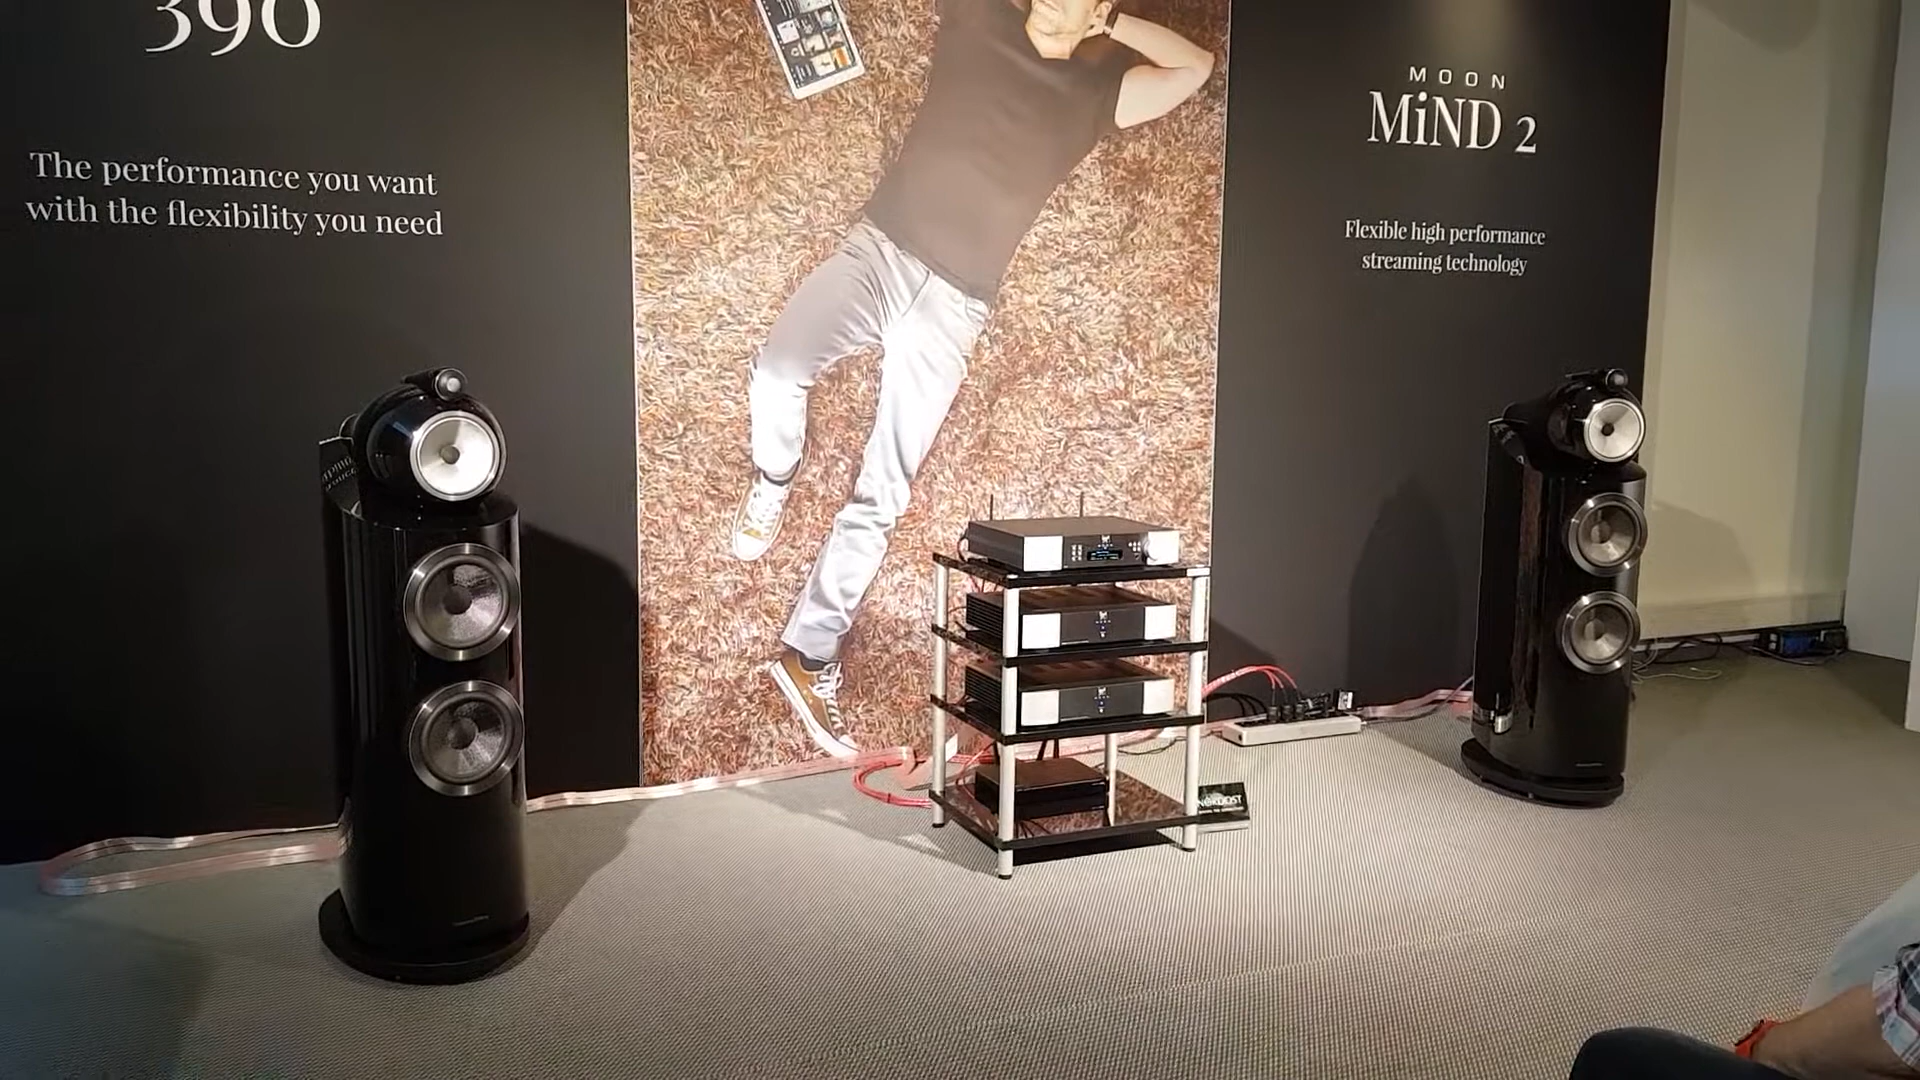 390
The performance you want
with the flexibility you need
MOON
MiND 2
Flexible high performance
streaming technology
NORDOST